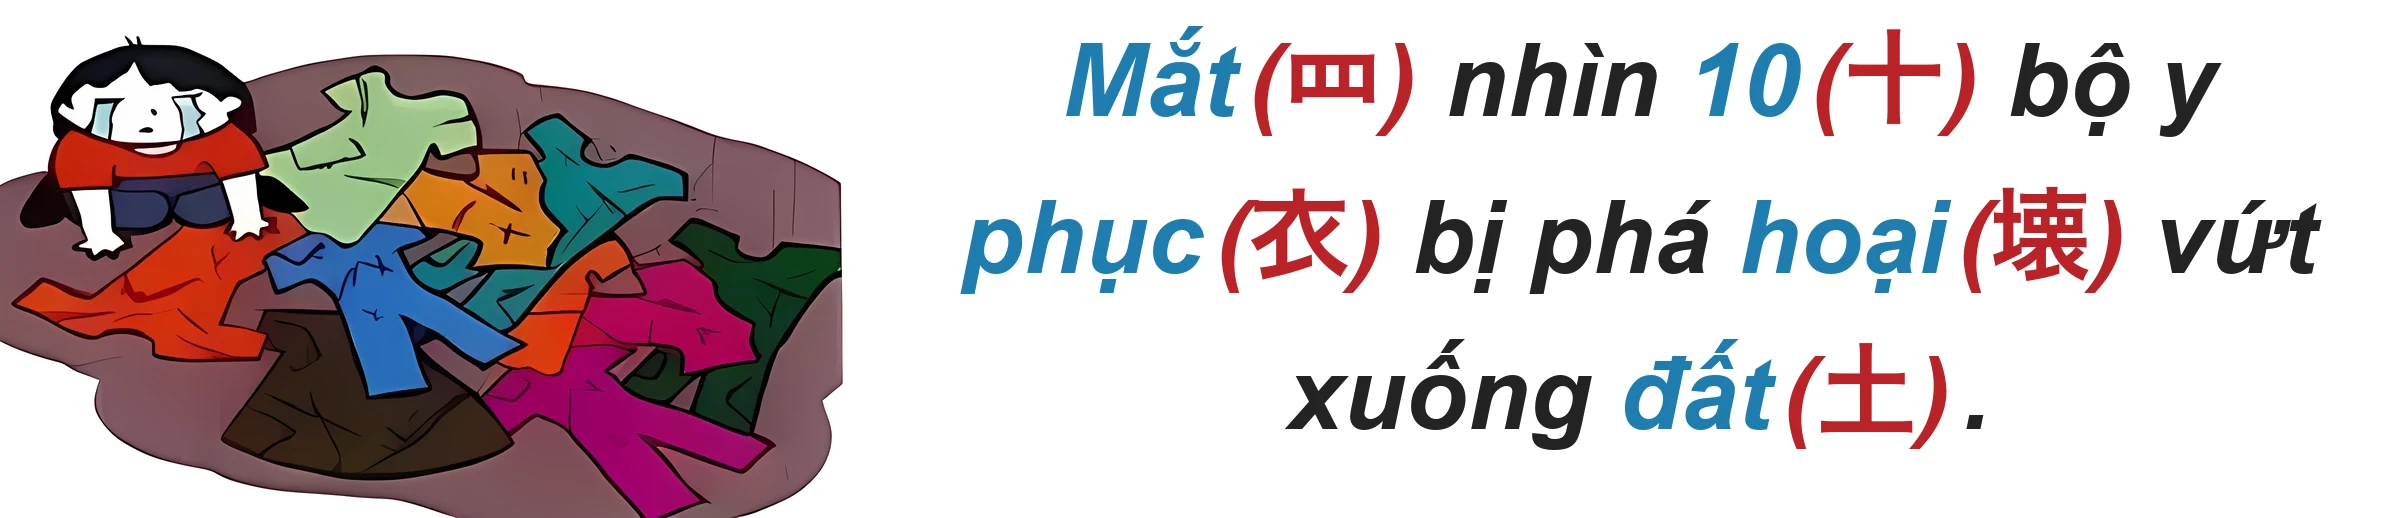 Mắt(罒) nhìn 10(十) bộ y
phục(衣) bị phá hoại(壊) vứt
xuống đất(土).